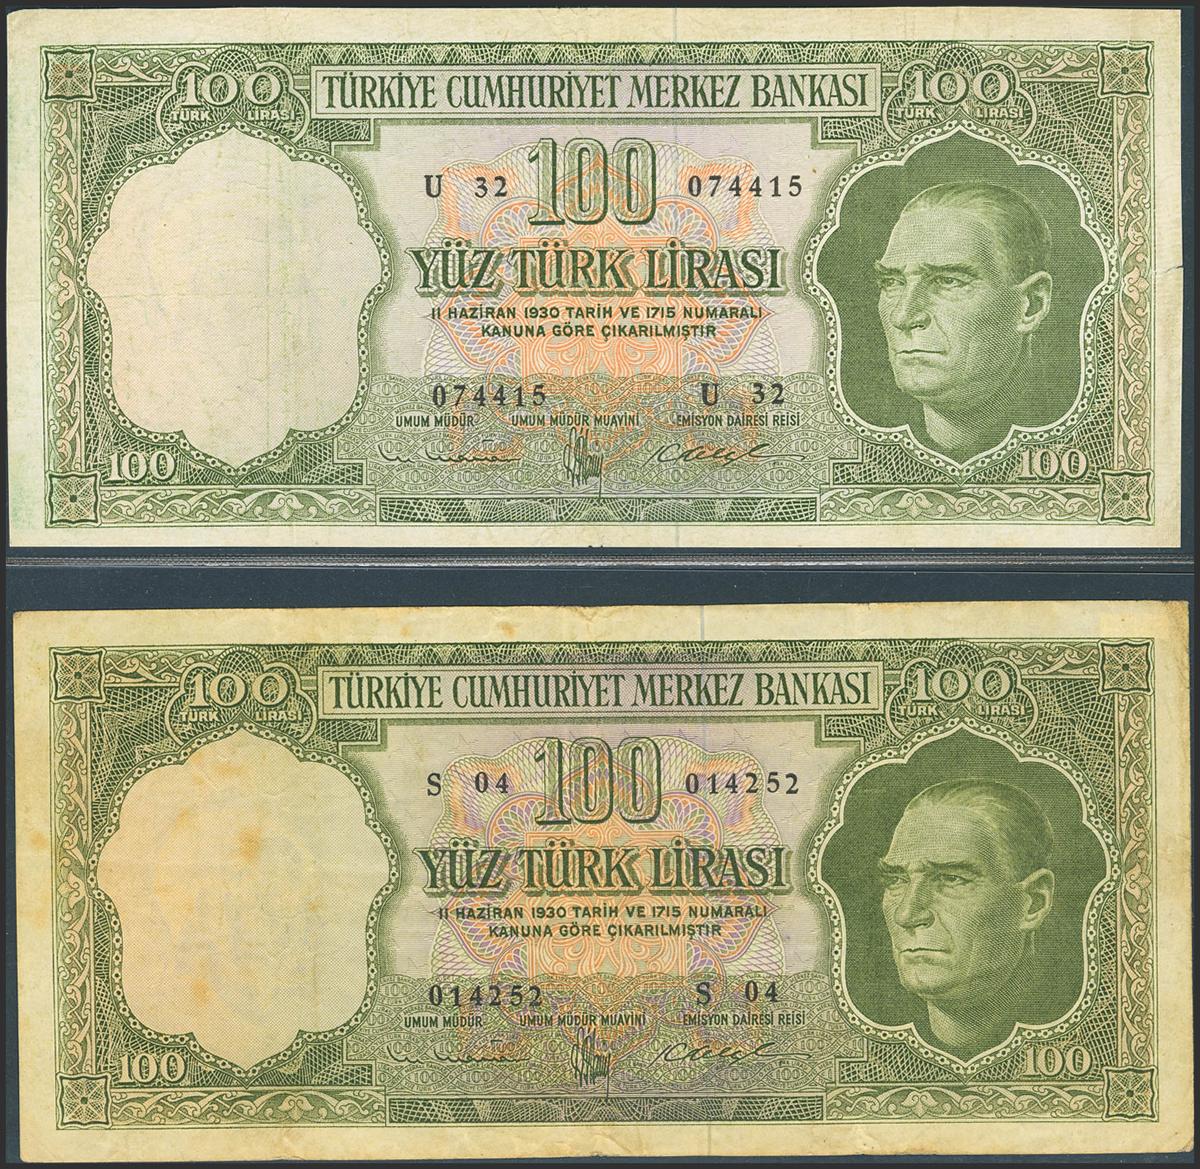 100 TÜRKİYE CUMHURİYET MERKEZ BANKASI 100
TÜRK LİRASI TÜRK LİRASI
U 32 100 074415
YÜZ TÜRK LİRASI
11 HAZİRAN 1930 TARİH VE 1715 NUMARALI
KANUNA GÖRE ÇIKARILMIŞTIR
074415 U 32
UMUM MÜDÜR UMUM MÜDÜR MUAVİNİ EMİSYON DAİRESİ REİSİ
100 100
100 TÜRKİYE CUMHURİYET MERKEZ BANKASI 100
TÜRK LİRASI TÜRK LİRASI
S 04 100 014252
YÜZ TÜRK LİRASI
11 HAZİRAN 1930 TARİH VE 1715 NUMARALI
KANUNA GÖRE ÇIKARILMIŞTIR
014252 S 04
UMUM MÜDÜR UMUM MÜDÜR MUAVİNİ EMİSYON DAİRESİ REİSİ
100 100